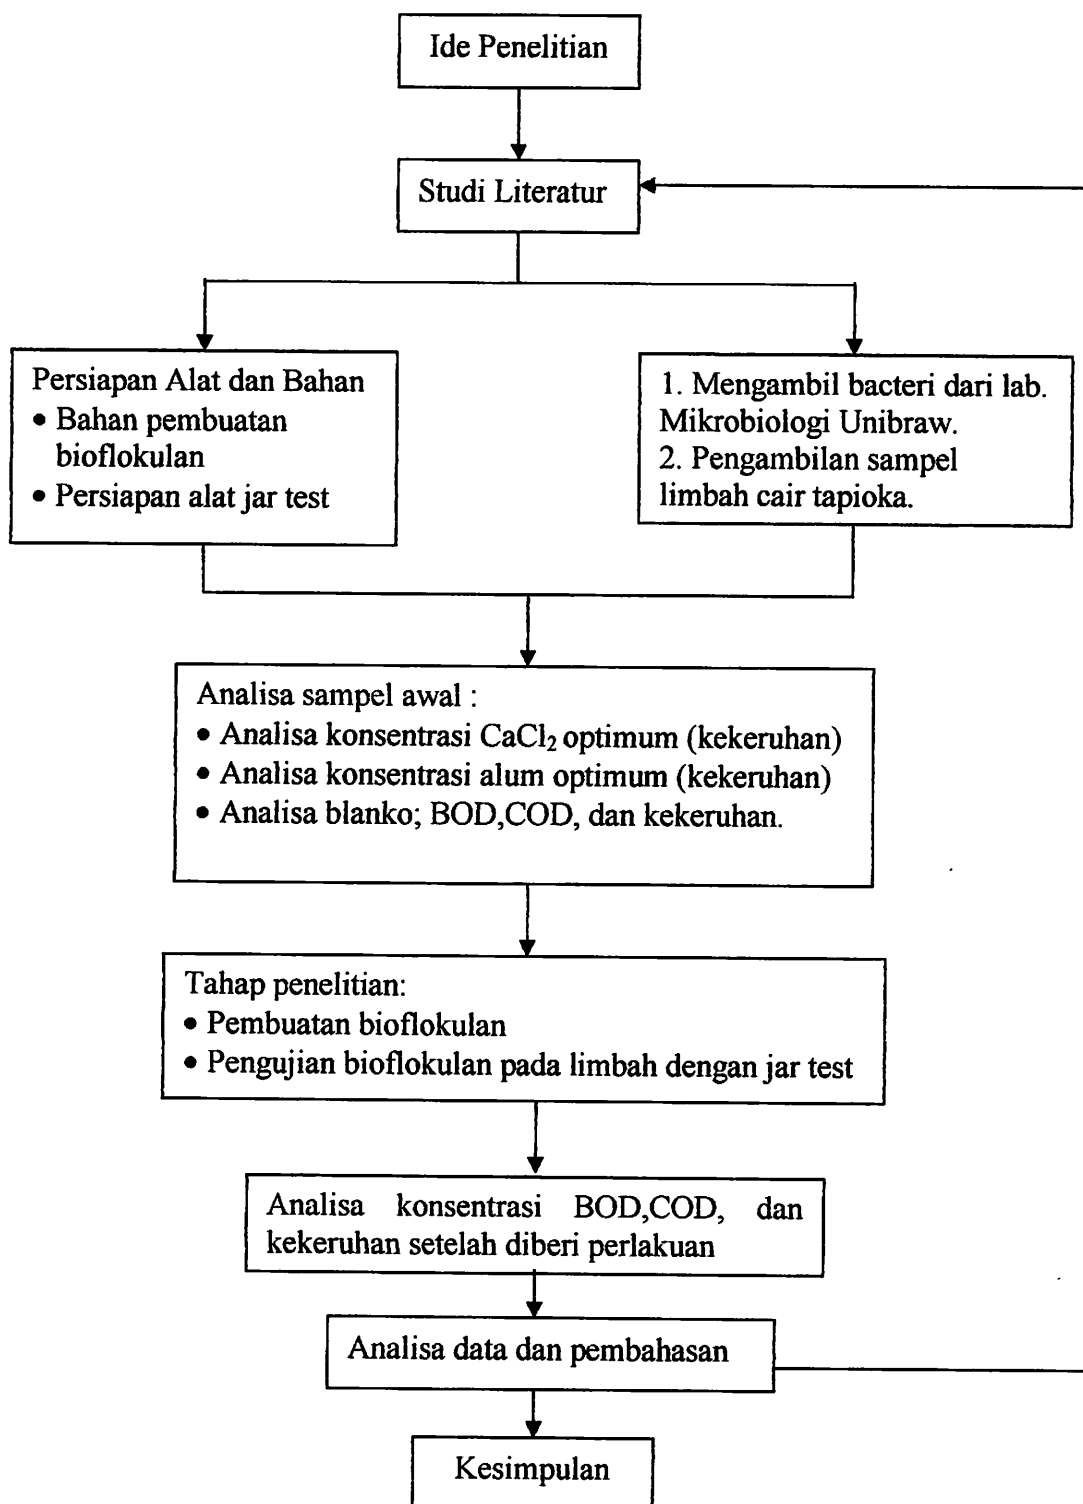 Ide Penelitian
Studi Literatur
Persiapan Alat dan Bahan
• Bahan pembuatan
bioflokulan
• Persiapan alat jar test
1. Mengambil bacteri dari lab.
Mikrobiologi Unibraw.
2. Pengambilan sampel
limbah cair tapioka.
Analisa sampel awal :
• Analisa konsentrasi CaCl₂ optimum (kekeruhan)
• Analisa konsentrasi alum optimum (kekeruhan)
• Analisa blanko; BOD,COD, dan kekeruhan.
Tahap penelitian:
• Pembuatan bioflokulan
• Pengujian bioflokulan pada limbah dengan jar test
Analisa konsentrasi BOD,COD, dan
kekeruhan setelah diberi perlakuan
Analisa data dan pembahasan
Kesimpulan